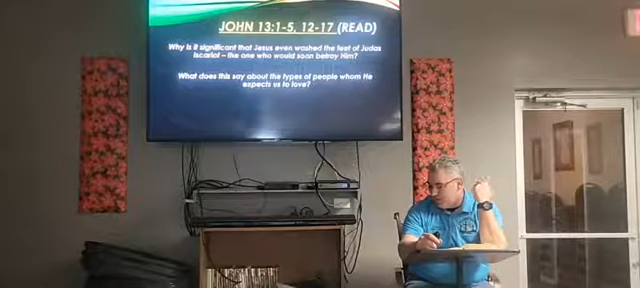 JOHN 13:1-5, 12-17 (READ)
Why is it significant that Jesus even washed the feet of Judas
Iscariot – the one who would soon betray Him?
What does this say about the types of people whom He
expects us to love?